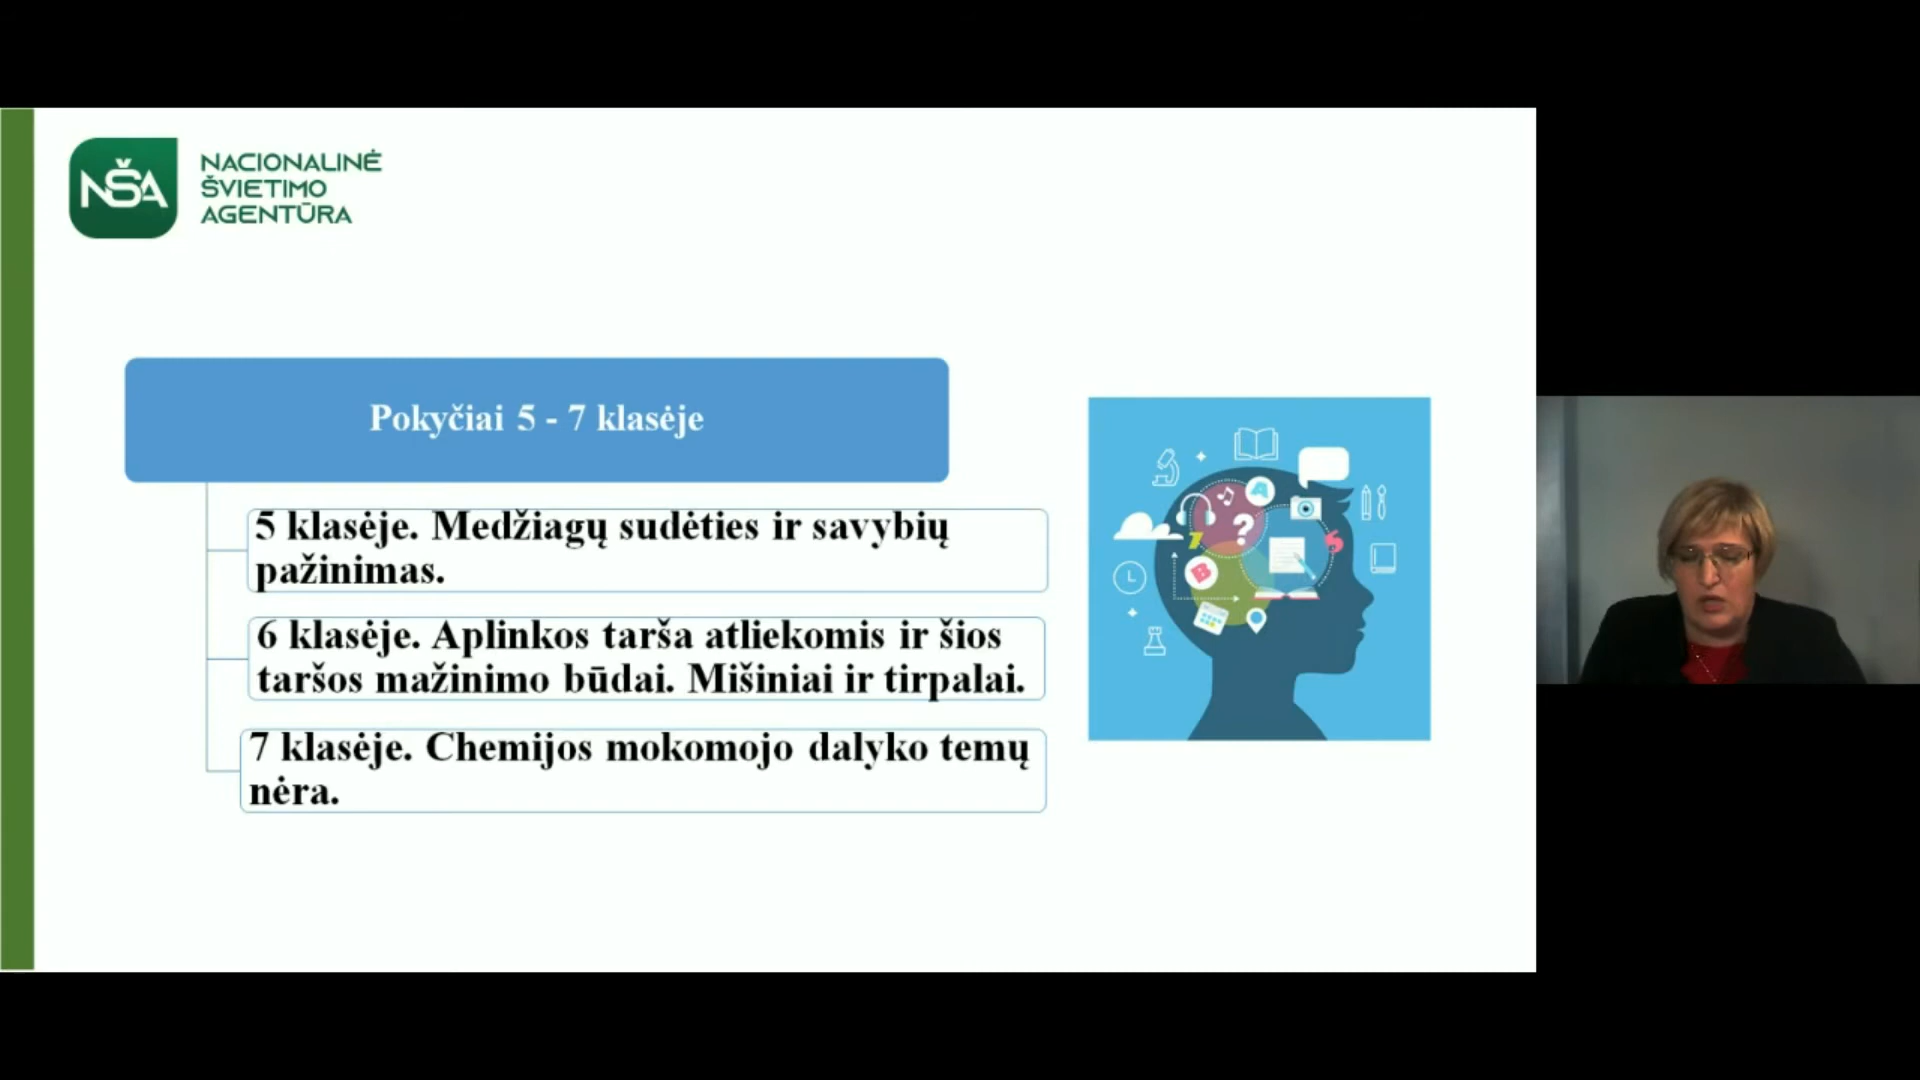 NŠA
NACIONALINĖ
ŠVIETIMO
AGENTŪRA
Pokyčiai 5 - 7 klasėje
5 klasėje. Medžiagų sudėties ir savybių
pažinimas.
6 klasėje. Aplinkos tarša atliekomis ir šios
taršos mažinimo būdai. Mišiniai ir tirpalai.
7 klasėje. Chemijos mokomojo dalyko temų
nėra.
A
?
B